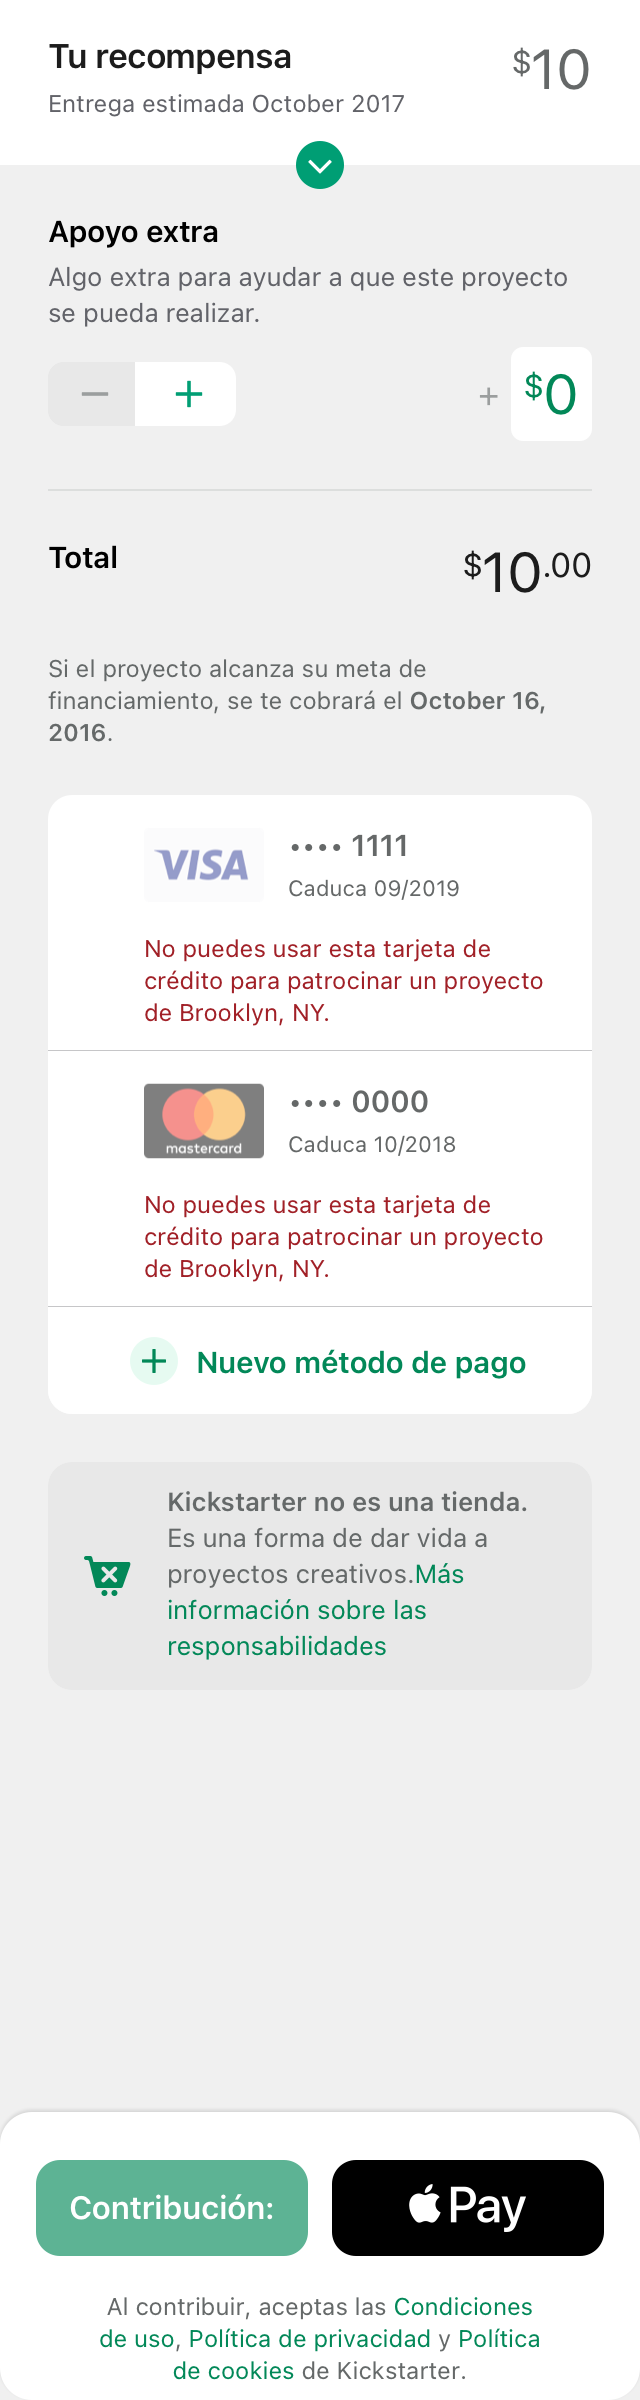 Tu recompensa
$10
Entrega estimada October 2017
Apoyo extra
Algo extra para ayudar a que este proyecto
se pueda realizar.
− +
+ $0
Total
$10.00
Si el proyecto alcanza su meta de
financiamiento, se te cobrará el October 16,
2016.
VISA
•••• 1111
Caduca 09/2019
No puedes usar esta tarjeta de
crédito para patrocinar un proyecto
de Brooklyn, NY.
mastercard
•••• 0000
Caduca 10/2018
No puedes usar esta tarjeta de
crédito para patrocinar un proyecto
de Brooklyn, NY.
+ Nuevo método de pago
Kickstarter no es una tienda.
Es una forma de dar vida a
proyectos creativos.Más
información sobre las
responsabilidades
Contribución:
Pay
Al contribuir, aceptas las Condiciones
de uso, Política de privacidad y Política
de cookies de Kickstarter.